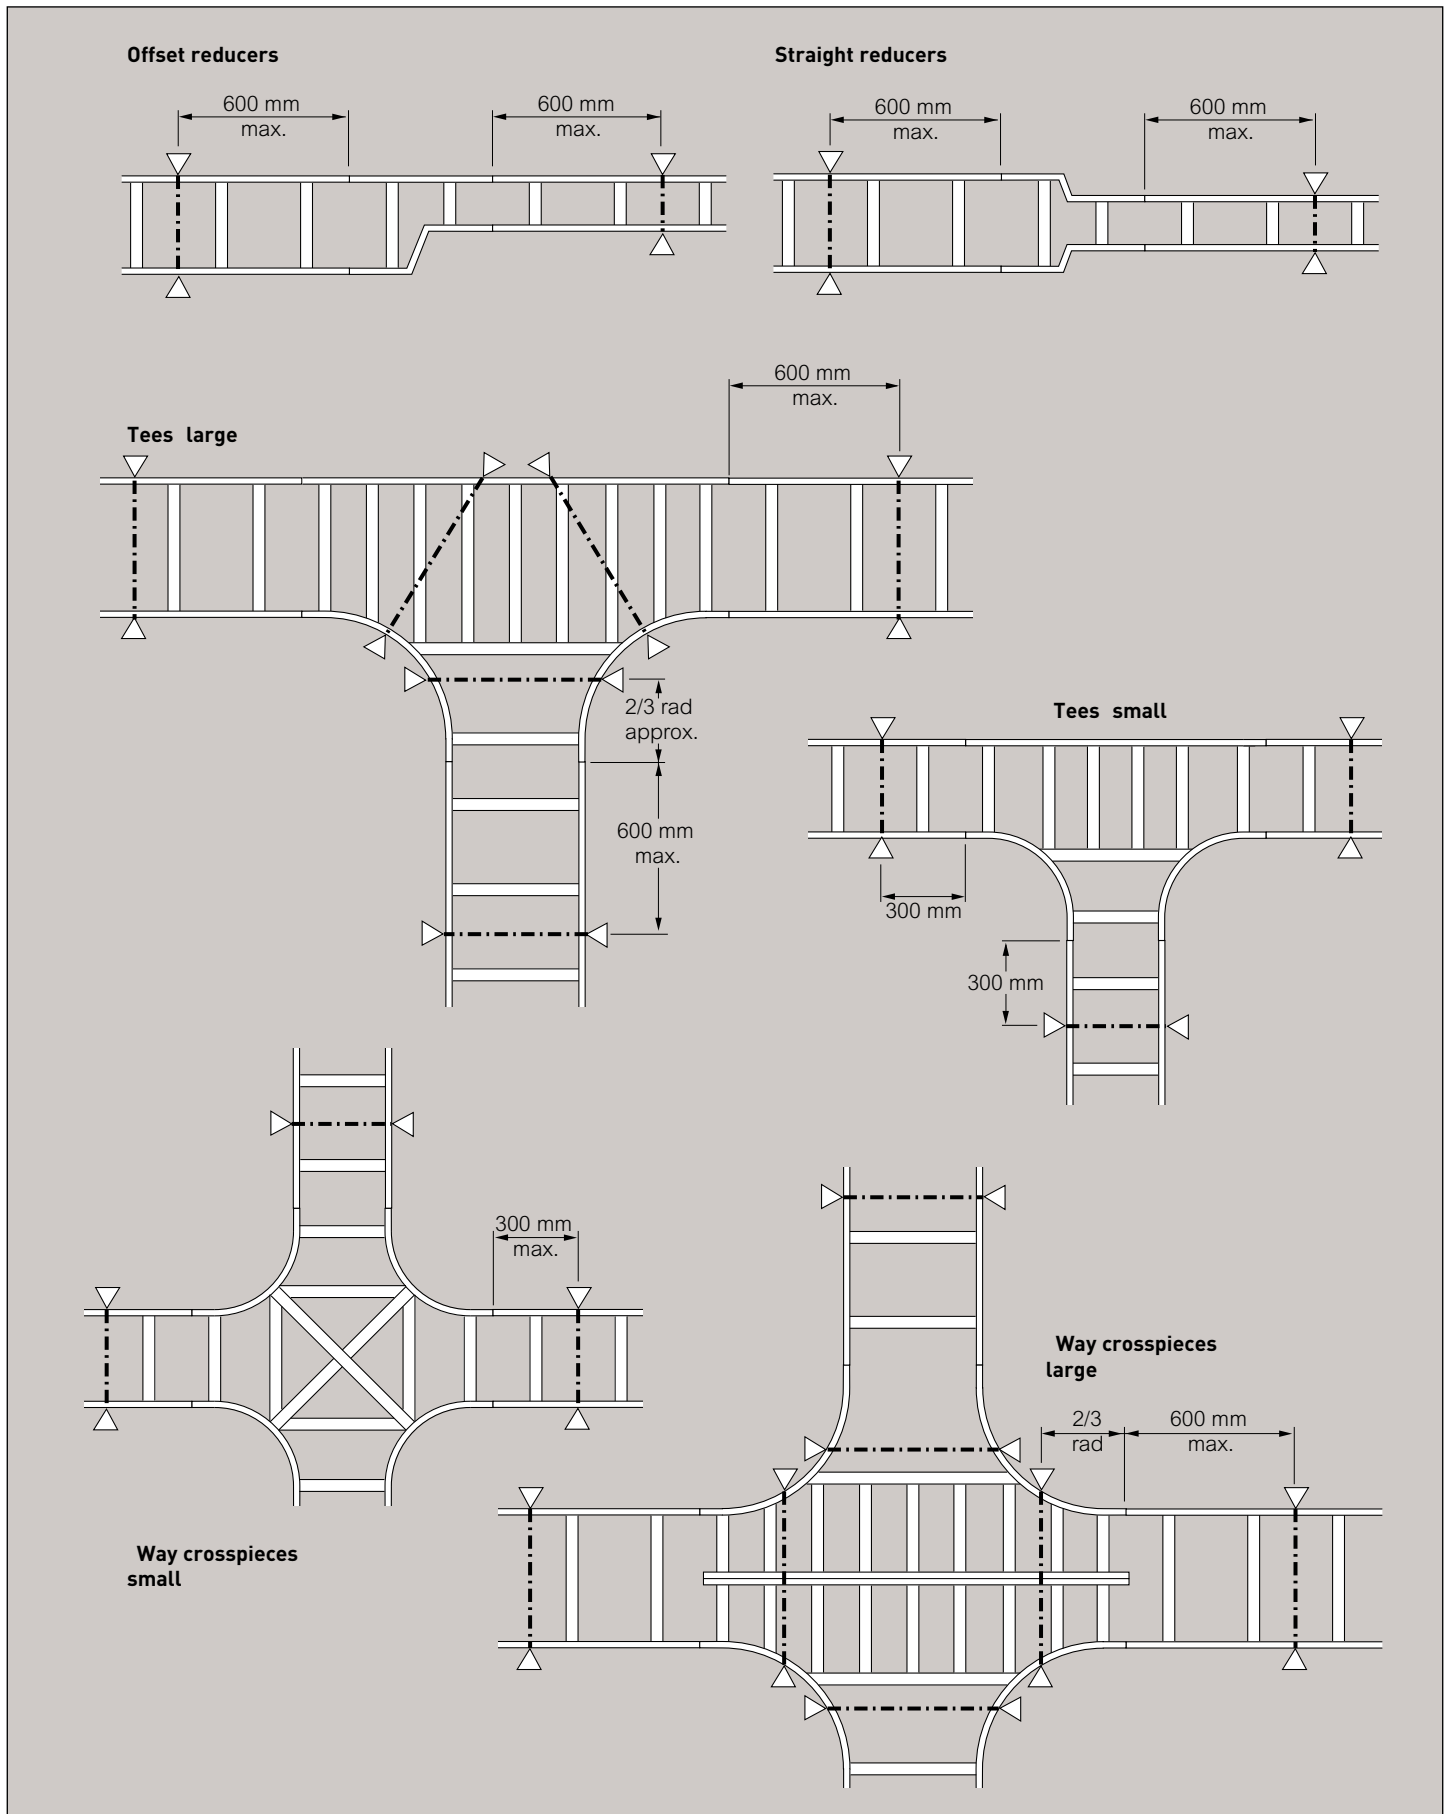 Offset reducers
Straight reducers
600 mm
max.
600 mm
max.
600 mm
max.
600 mm
max.
600 mm
max.
Tees large
2/3 rad
approx.
600 mm
max.
Tees small
300 mm
300 mm
300 mm
max.
Way crosspieces
small
Way crosspieces
large
2/3
rad
600 mm
max.